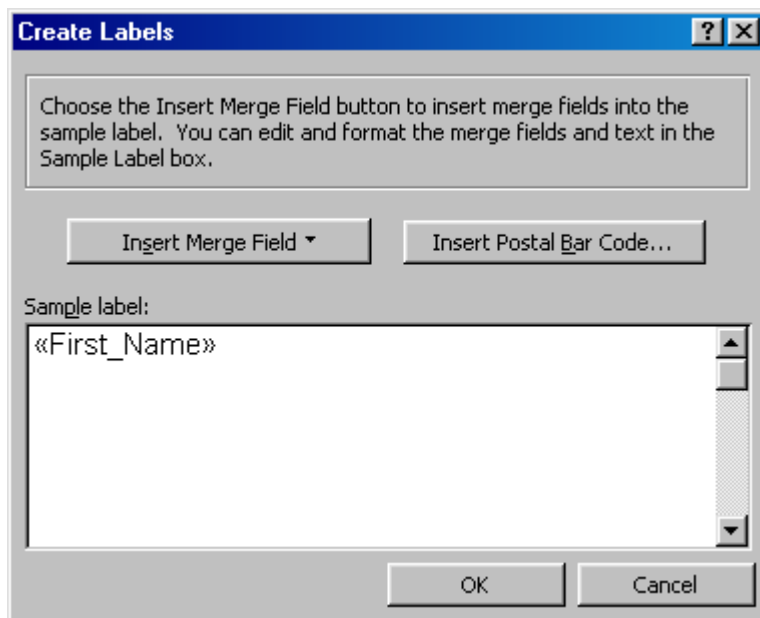 Create Labels
Choose the Insert Merge Field button to insert merge fields into the
sample label.  You can edit and format the merge fields and text in the
Sample Label box.
Insert Merge Field
Insert Postal Bar Code...
Sample label:
«First_Name»
OK
Cancel